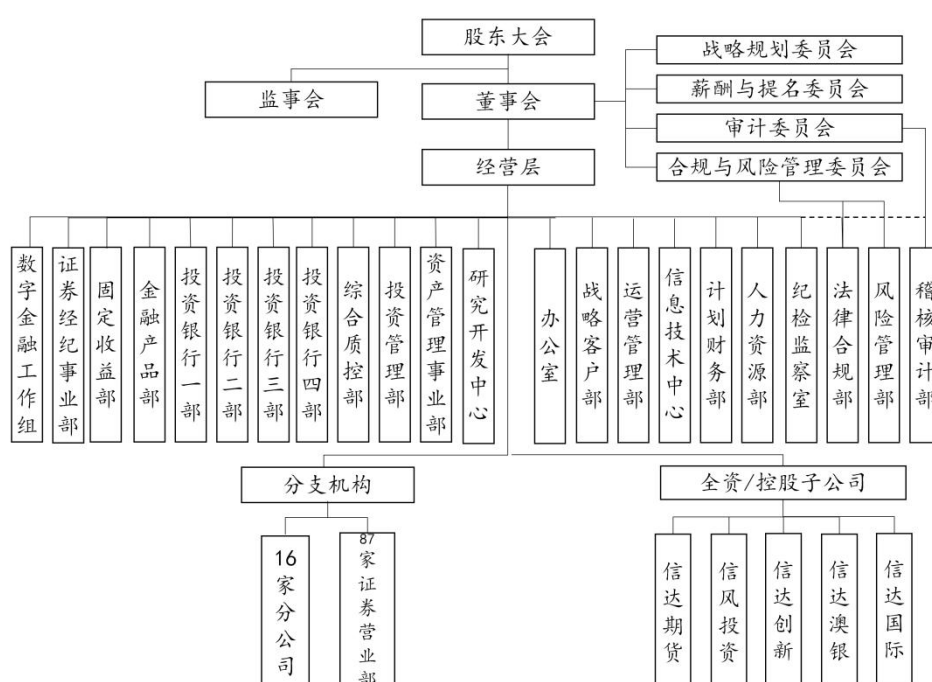 股东大会
战略规划委员会
监事会
董事会
薪酬与提名委员会
审计委员会
经营层
合规与风险管理委员会
数字金融工作组
证券经纪事业部
固定收益部
金融产品部
投资银行一部
投资银行二部
投资银行三部
投资银行四部
综合质控部
投资管理部
资产管理事业部
研究开发中心
办公室
战略客户部
运营管理部
信息技术中心
计划财务部
人力资源部
纪检监察室
法律合规部
风险管理部
稽核审计部
分支机构
全资/控股子公司
16家分公司
87家证券营业部
信达期货
信风投资
信达创新
信达澳银
信达国际